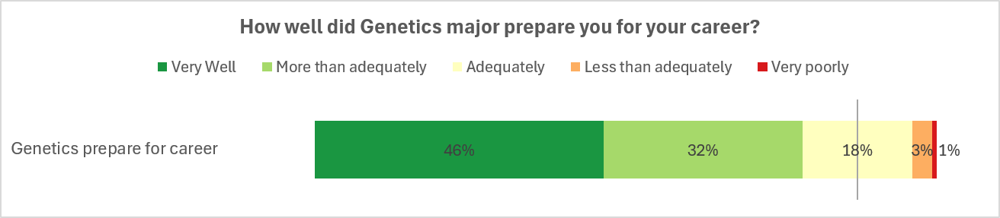 How well did Genetics major prepare you for your career?
Very Well More than adequately Adequately Less than adequately Very poorly
Genetics prepare for career 46% 32% 18% 3% 1%